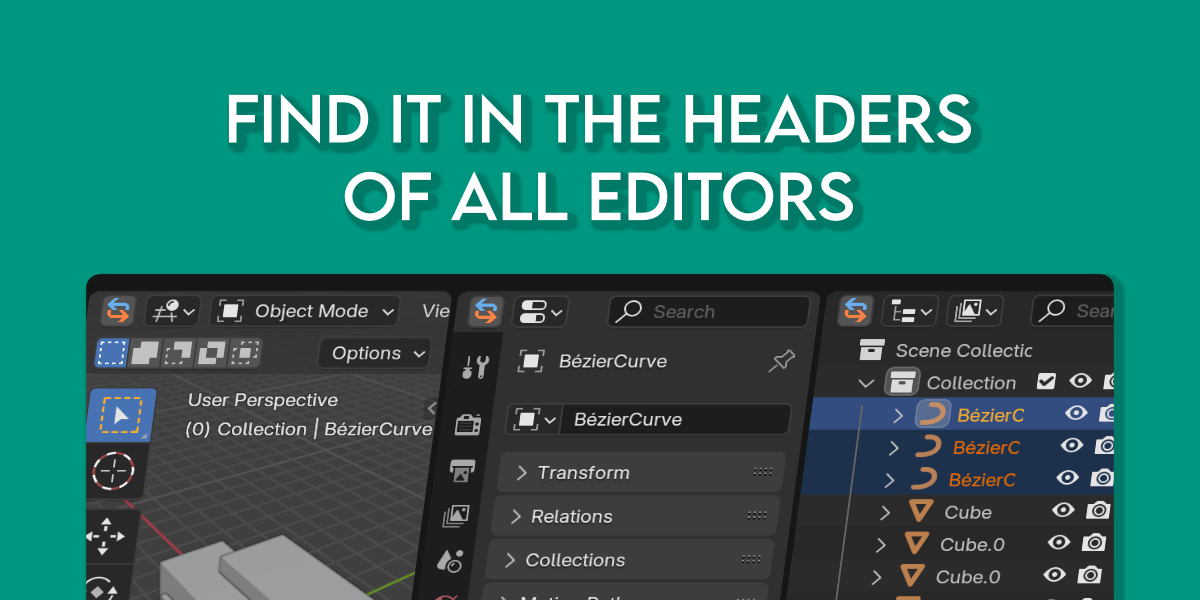 FIND IT IN THE HEADERS
OF ALL EDITORS
Object Mode
Vie
Options
User Perspective
(0) Collection | BézierCurve
Search
BézierCurve
BézierCurve
Transform
Relations
Collections
Sear
Scene Collectic
Collection
BézierC
BézierC
BézierC
Cube
Cube.0
Cube.0